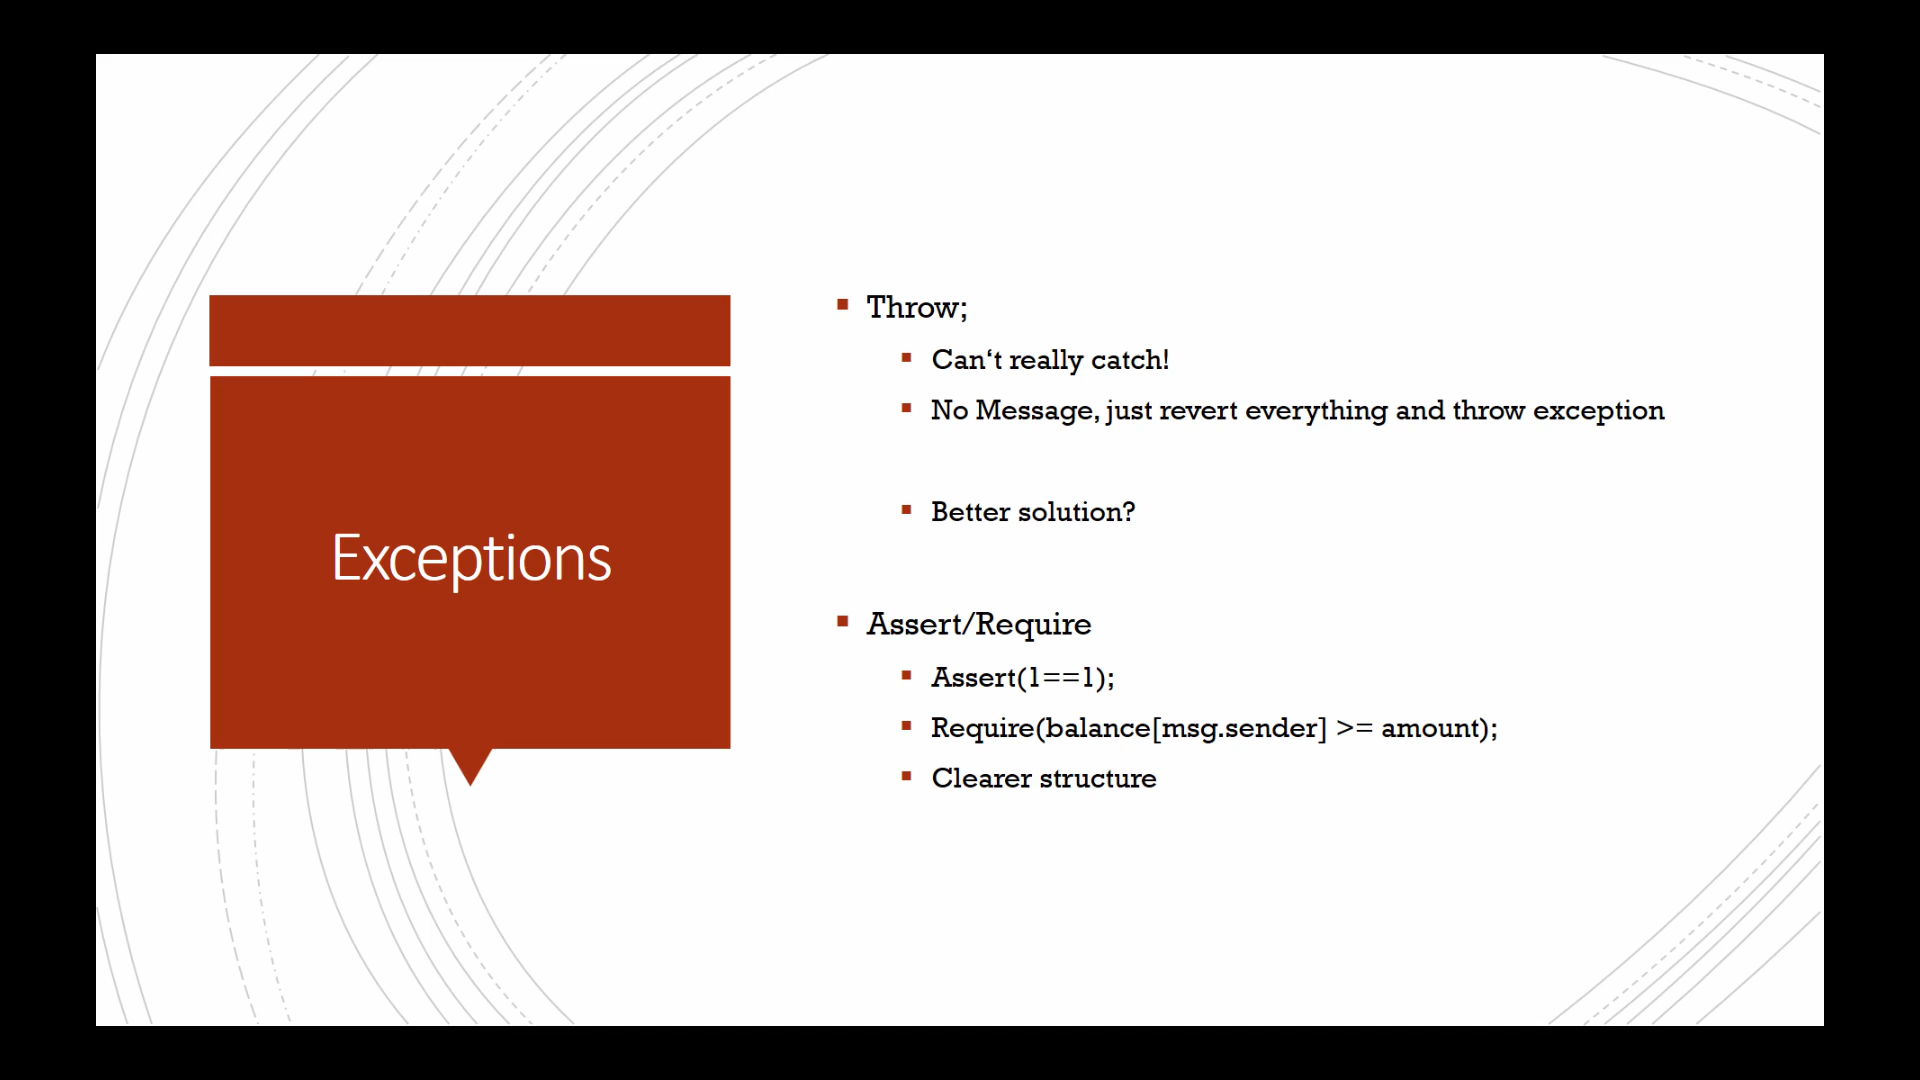 Exceptions
Throw;
Can‘t really catch!
No Message, just revert everything and throw exception
Better solution?
Assert/Require
Assert(1==1);
Require(balance[msg.sender] >= amount);
Clearer structure